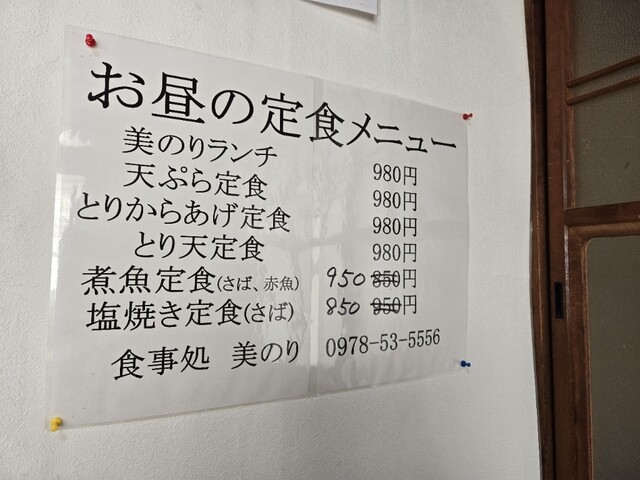 お昼の定食メニュー
美のりランチ 980円
天ぷら定食 980円
とりからあげ定食 980円
とり天定食 980円
煮魚定食(さば、赤魚) 950 850円
塩焼き定食(さば) 850 950円
食事処 美のり 0978-53-5556